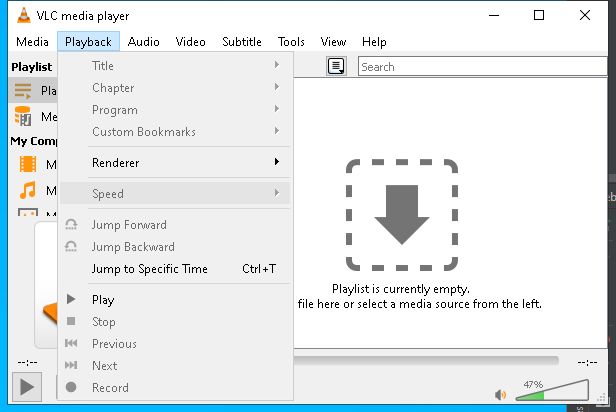 VLC media player
Media Playback Audio Video Subtitle Tools View Help
Playlist
Search
Pla
Me
My Comp
M
M
M
Title
Chapter
Program
Custom Bookmarks
Renderer
Speed
Jump Forward
Jump Backward
Jump to Specific Time Ctrl+T
Play
Stop
Previous
Next
Record
Playlist is currently empty.
file here or select a media source from the left.
--:-- --:--
47%